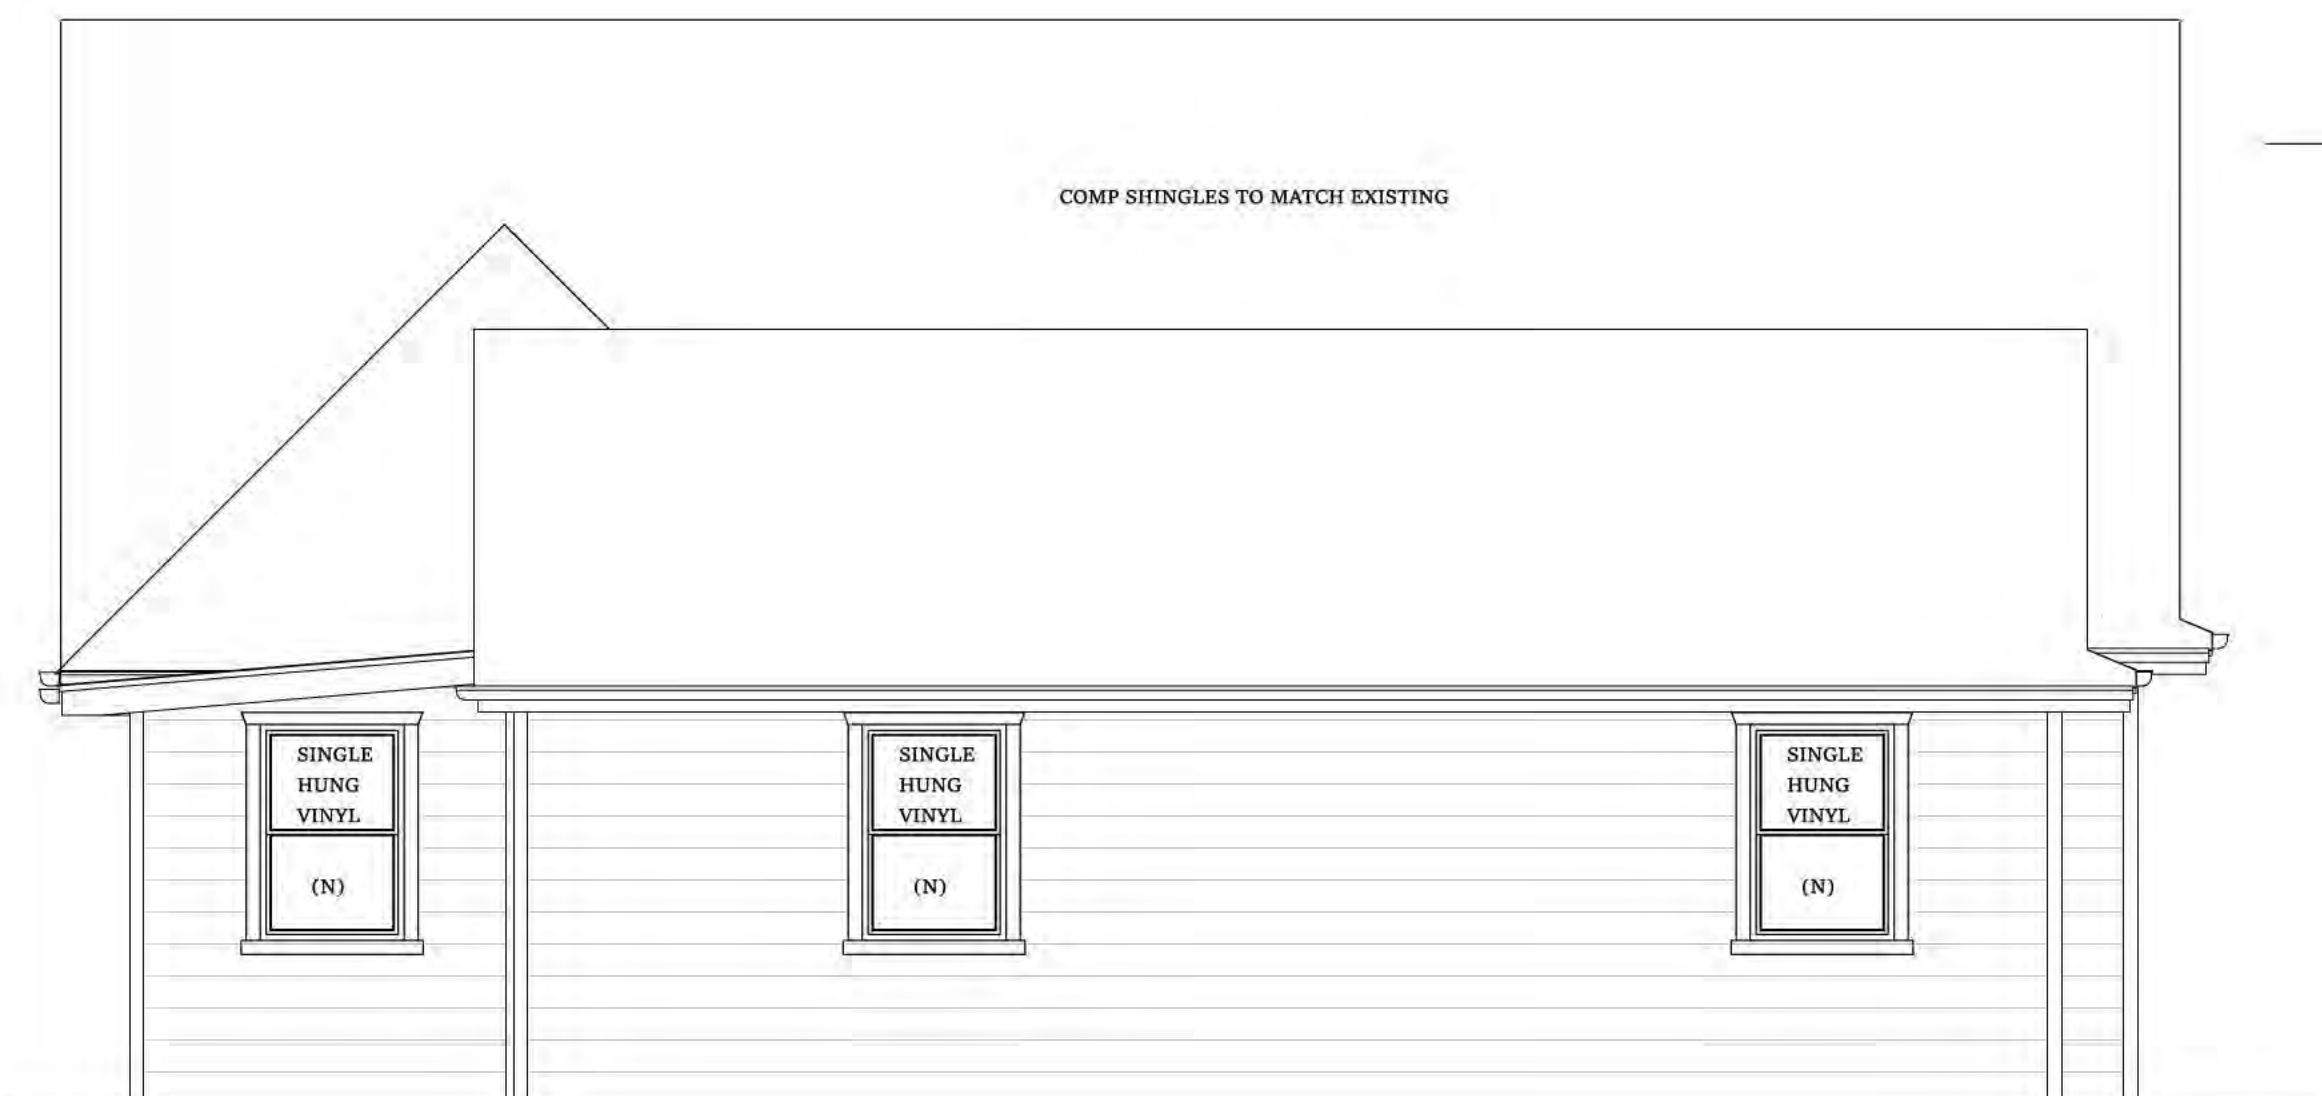 COMP SHINGLES TO MATCH EXISTING
SINGLE
HUNG
VINYL
(N)
SINGLE
HUNG
VINYL
(N)
SINGLE
HUNG
VINYL
(N)